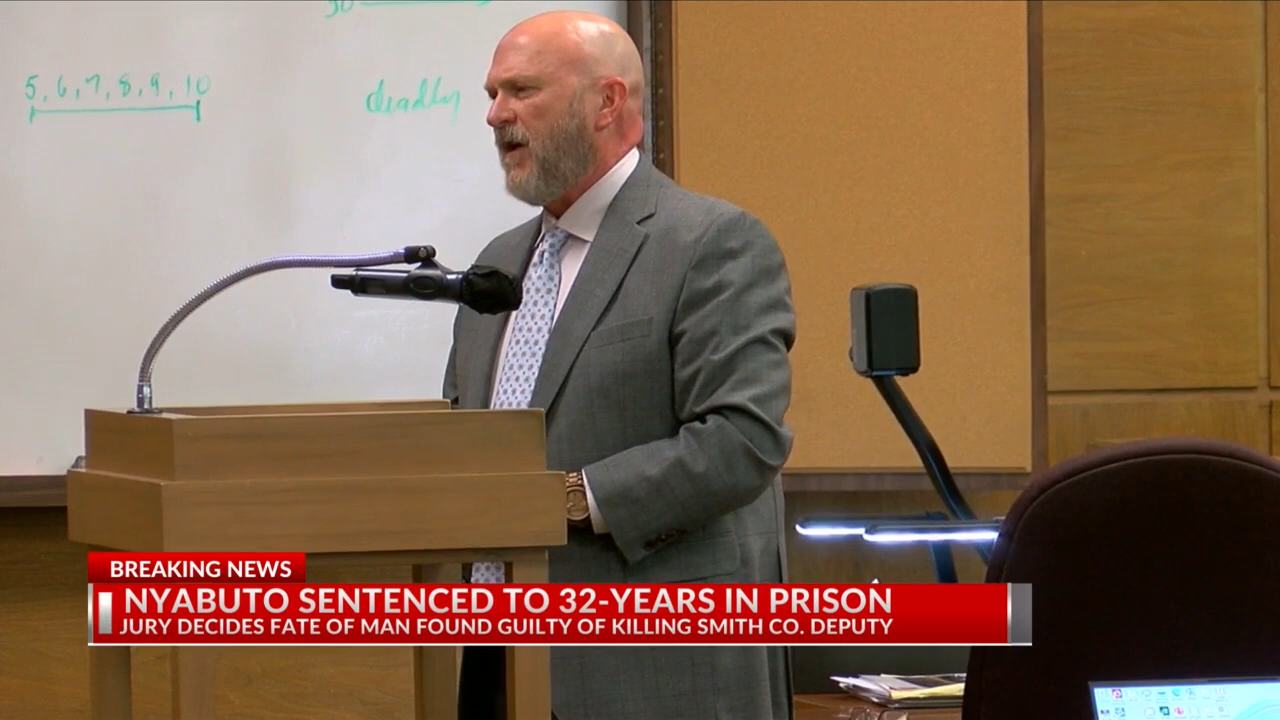 5, 6, 7, 8, 9, 10
deadly
BREAKING NEWS
NYABUTO SENTENCED TO 32-YEARS IN PRISON
JURY DECIDES FATE OF MAN FOUND GUILTY OF KILLING SMITH CO. DEPUTY